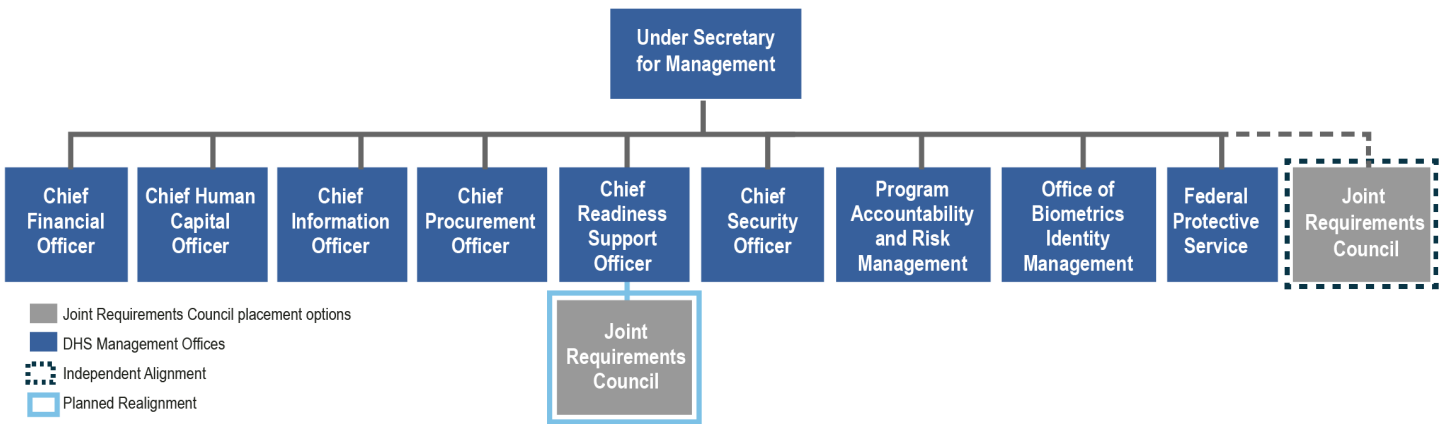 Under Secretary
for Management
Chief
Financial
Officer
Chief Human
Capital
Officer
Chief
Information
Officer
Chief
Procurement
Officer
Chief
Readiness
Support
Officer
Chief
Security
Officer
Program
Accountability
and Risk
Management
Office of
Biometrics
Identity
Management
Federal
Protective
Service
Joint
Requirements
Council
Joint
Requirements
Council
Joint Requirements Council placement options
DHS Management Offices
Independent Alignment
Planned Realignment